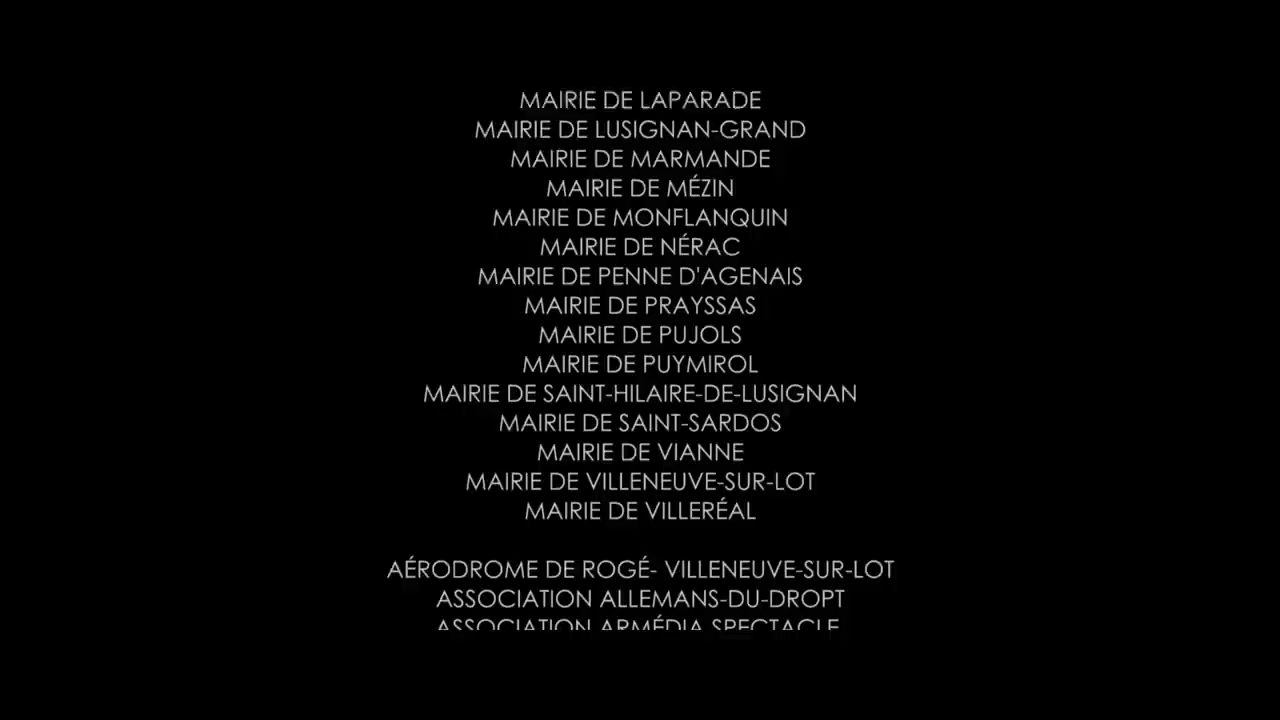 MAIRIE DE LAPARADE
MAIRIE DE LUSIGNAN-GRAND
MAIRIE DE MARMANDE
MAIRIE DE MÉZIN
MAIRIE DE MONFLANQUIN
MAIRIE DE NÉRAC
MAIRIE DE PENNE D'AGENAIS
MAIRIE DE PRAYSSAS
MAIRIE DE PUJOLS
MAIRIE DE PUYMIROL
MAIRIE DE SAINT-HILAIRE-DE-LUSIGNAN
MAIRIE DE SAINT-SARDOS
MAIRIE DE VIANNE
MAIRIE DE VILLENEUVE-SUR-LOT
MAIRIE DE VILLERÉAL
AÉRODROME DE ROGÉ- VILLENEUVE-SUR-LOT
ASSOCIATION ALLEMANS-DU-DROPT
ASSOCIATION ARMÉDIA SPECTACLE